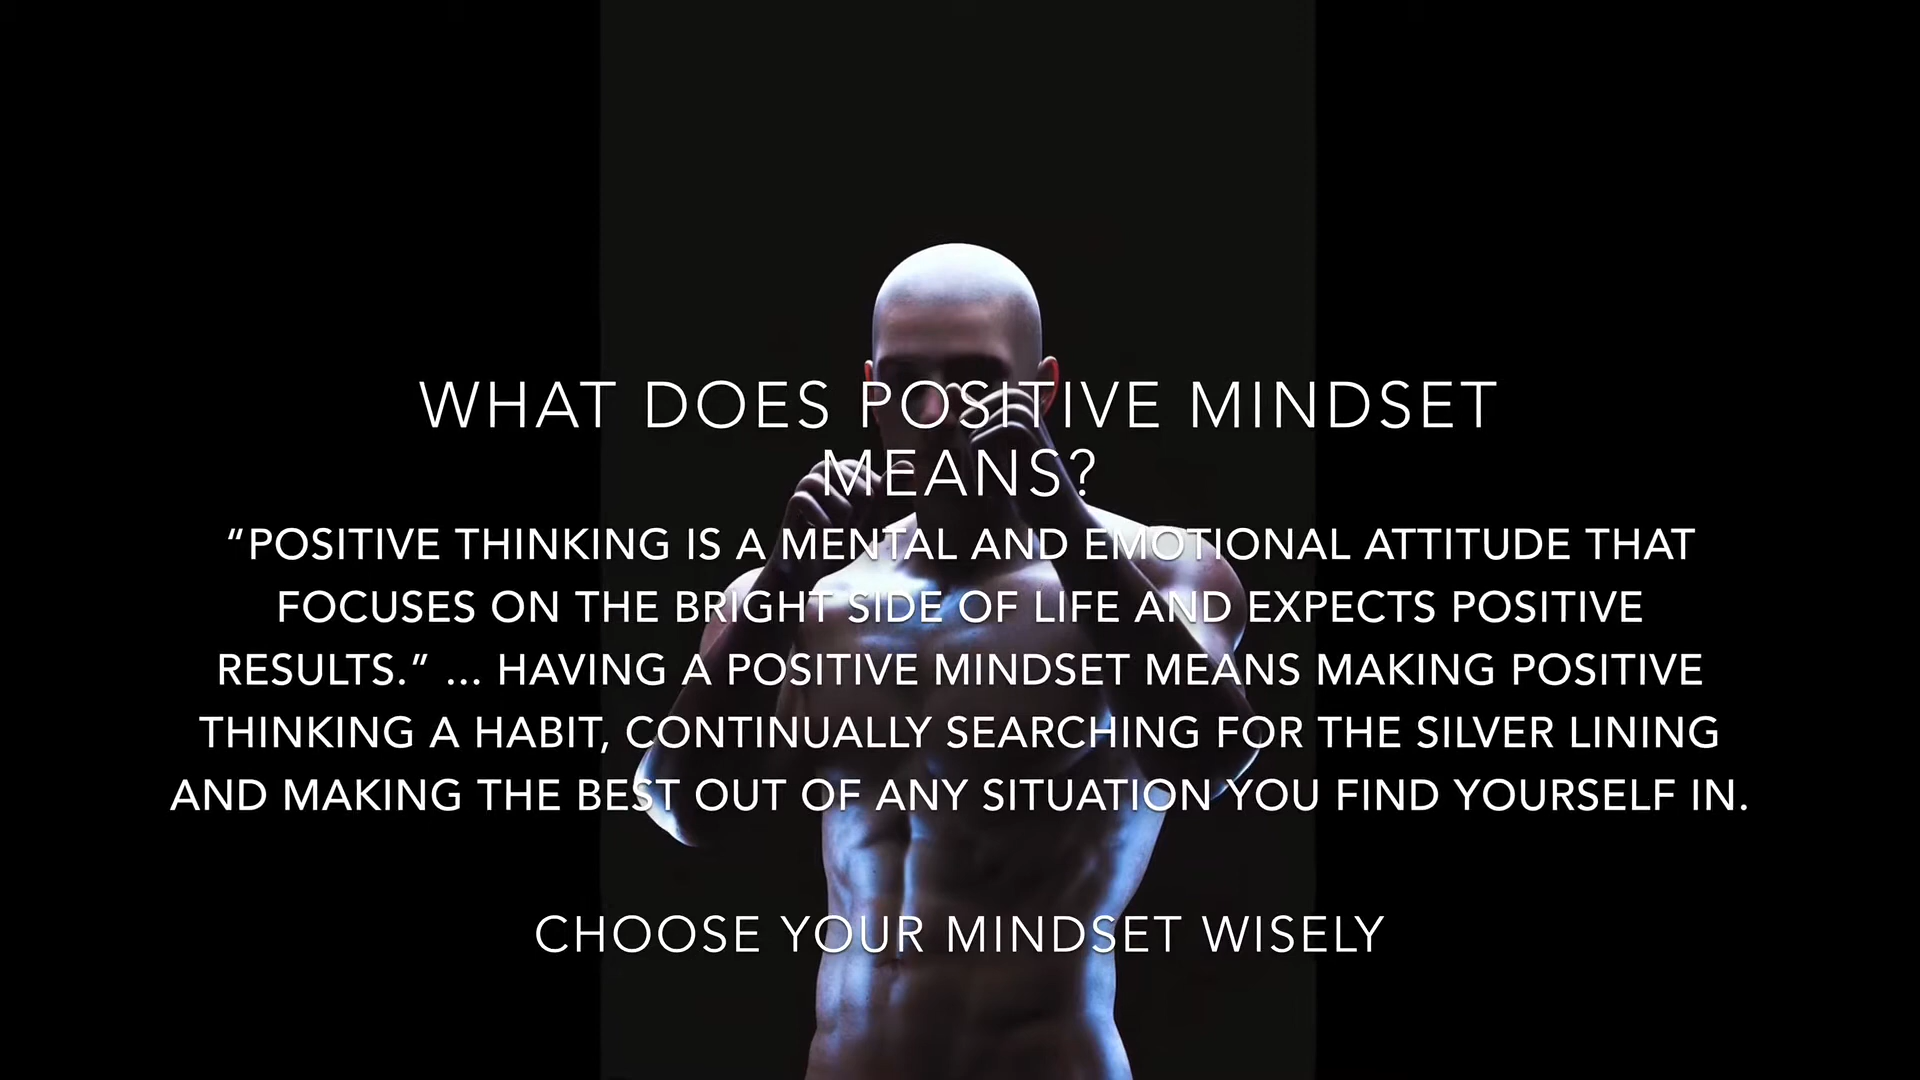 WHAT DOES POSITIVE MINDSET
MEANS?
“POSITIVE THINKING IS A MENTAL AND EMOTIONAL ATTITUDE THAT
FOCUSES ON THE BRIGHT SIDE OF LIFE AND EXPECTS POSITIVE
RESULTS.” ... HAVING A POSITIVE MINDSET MEANS MAKING POSITIVE
THINKING A HABIT, CONTINUALLY SEARCHING FOR THE SILVER LINING
AND MAKING THE BEST OUT OF ANY SITUATION YOU FIND YOURSELF IN.
CHOOSE YOUR MINDSET WISELY